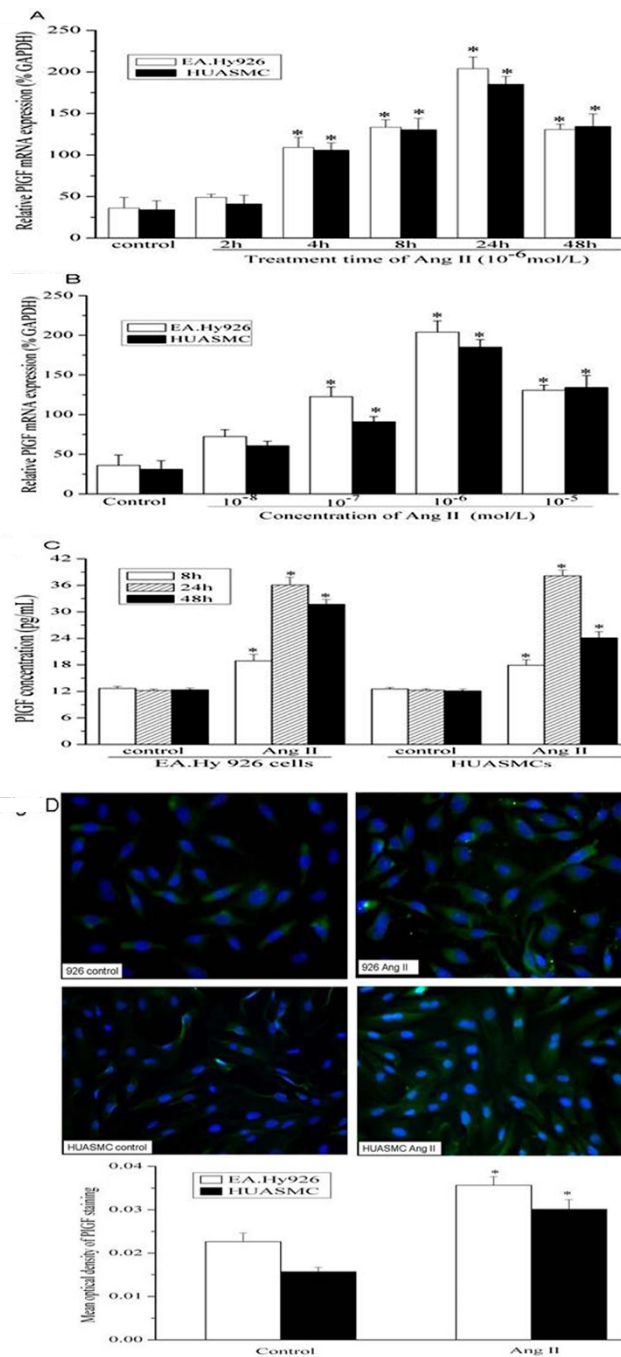 A
Relative PlGF mRNA expression (% GAPDH)
250
200
150
100
50
0
EA.Hy926
HUASMC
* * * * * * * *
control 2h 4h 8h 24h 48h
Treatment time of Ang II (10-6mol/L)
B
Relative PlGF mRNA expression (% GAPDH)
250
200
150
100
50
0
EA.Hy926
HUASMC
* * * * * *
Control 10-8 10-7 10-6 10-5
Concentration of Ang II (mol/L)
C
PlGF concentration (pg/mL)
42
36
30
24
18
12
6
0
8h
24h
48h
* * * * * *
control Ang II control Ang II
EA.Hy 926 cells HUASMCs
D
926 control
926 Ang II
HUASMC control
HUASMC Ang II
Mean optical density of PlGF staining
0.04
0.03
0.02
0.01
0.00
EA.Hy926
HUASMC
* *
Control Ang II